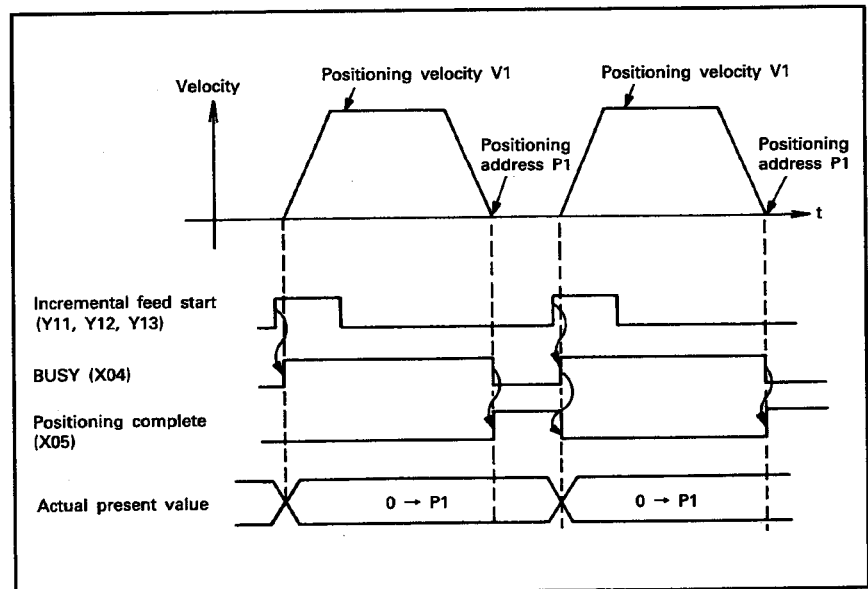 Positioning velocity V1
Positioning velocity V1
Velocity
Positioning
address P1
Positioning
address P1
t
Incremental feed start
(Y11, Y12, Y13)
BUSY (X04)
Positioning complete
(X05)
Actual present value
0 → P1
0 → P1